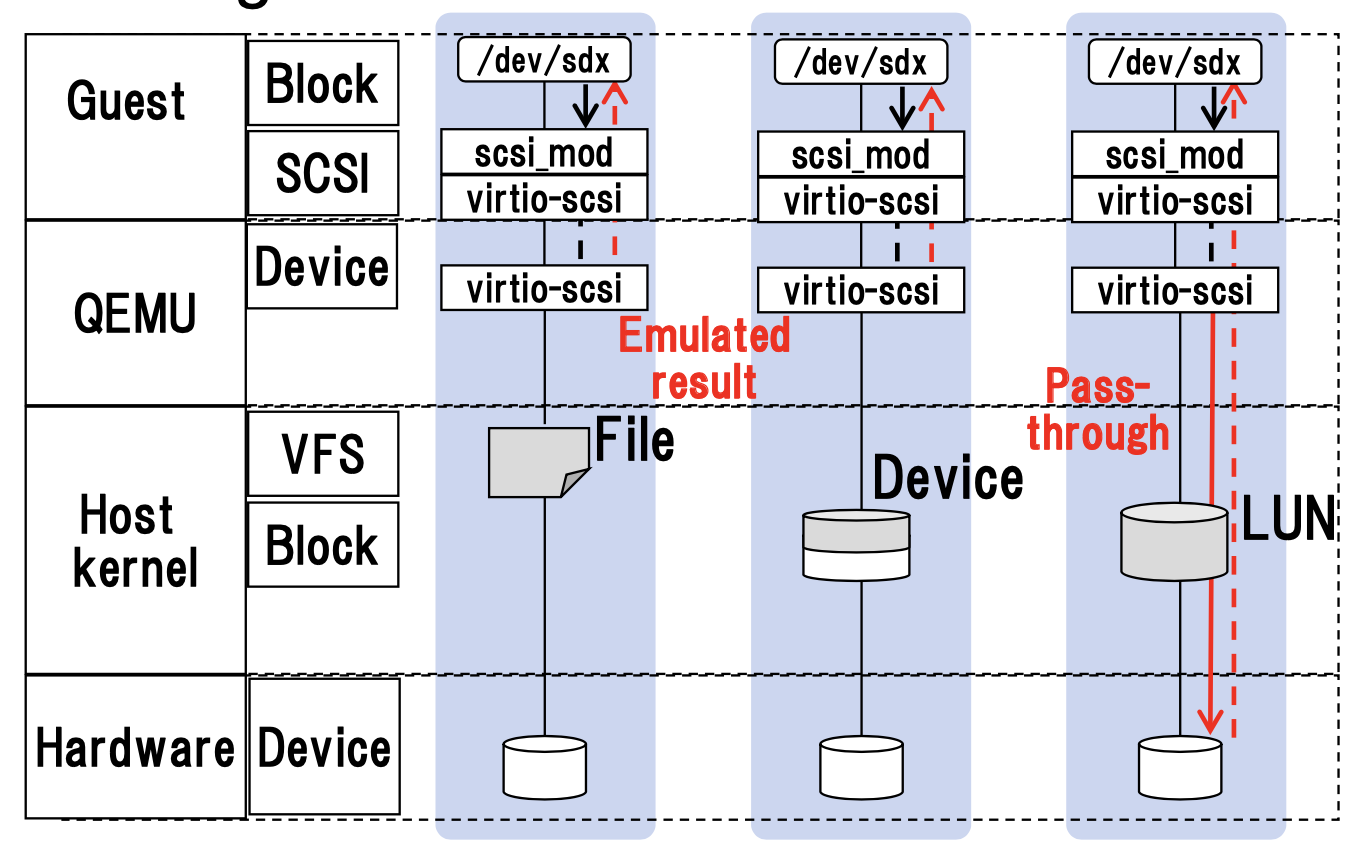 g
Guest
Block
SCSI
QEMU
Device
Host
kernel
VFS
Block
Hardware
Device
/dev/sdx
scsi_mod
virtio-scsi
virtio-scsi
Emulated
result
File
/dev/sdx
scsi_mod
virtio-scsi
virtio-scsi
Device
/dev/sdx
scsi_mod
virtio-scsi
virtio-scsi
Pass-
through
LUN